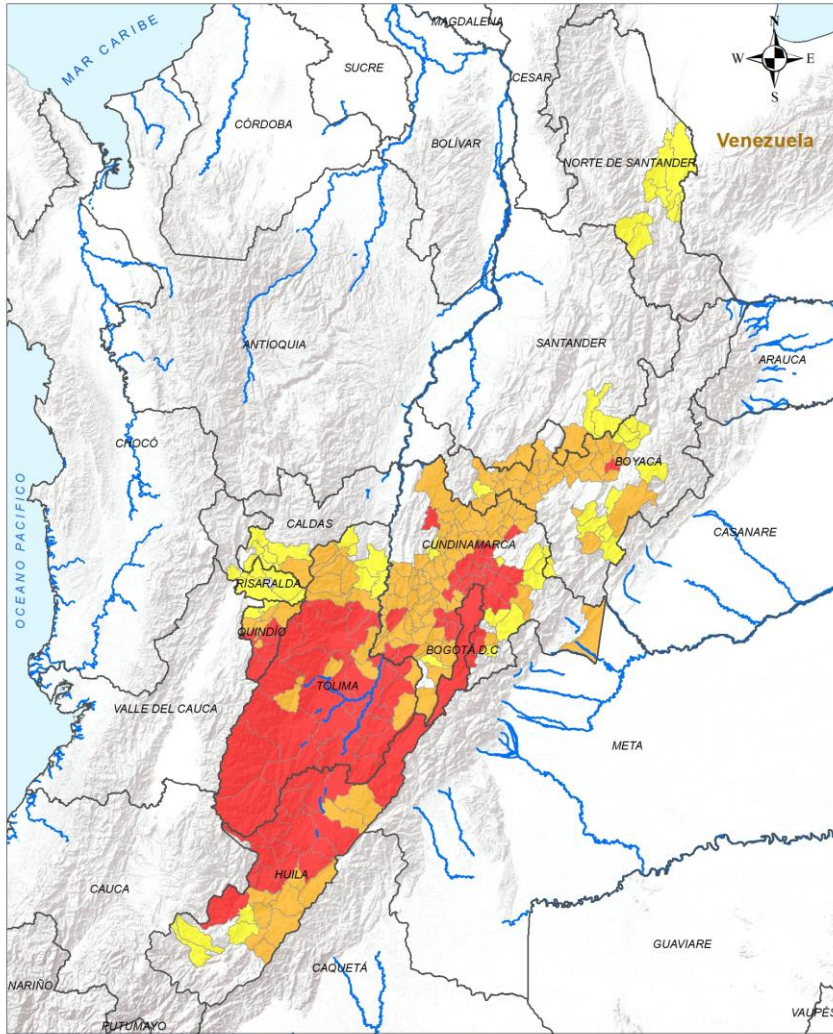 MAGDALENA
MAR CARIBE
SUCRE
CESAR
N
W
E
S
CÓRDOBA
BOLÍVAR
Venezuela
NORTE DE SANTANDER
ANTIOQUIA
SANTANDER
ARAUCA
CHOCÓ
BOYACÁ
OCEANO PACIFICO
CALDAS
CUNDINAMARCA
CASANARE
RISARALDA
QUINDÍO
BOGOTÁ D.C
TOLIMA
VALLE DEL CAUCA
META
HUILA
CAUCA
GUAVIARE
CAQUETÁ
NARIÑO
PUTUMAYO
VAUPÉS